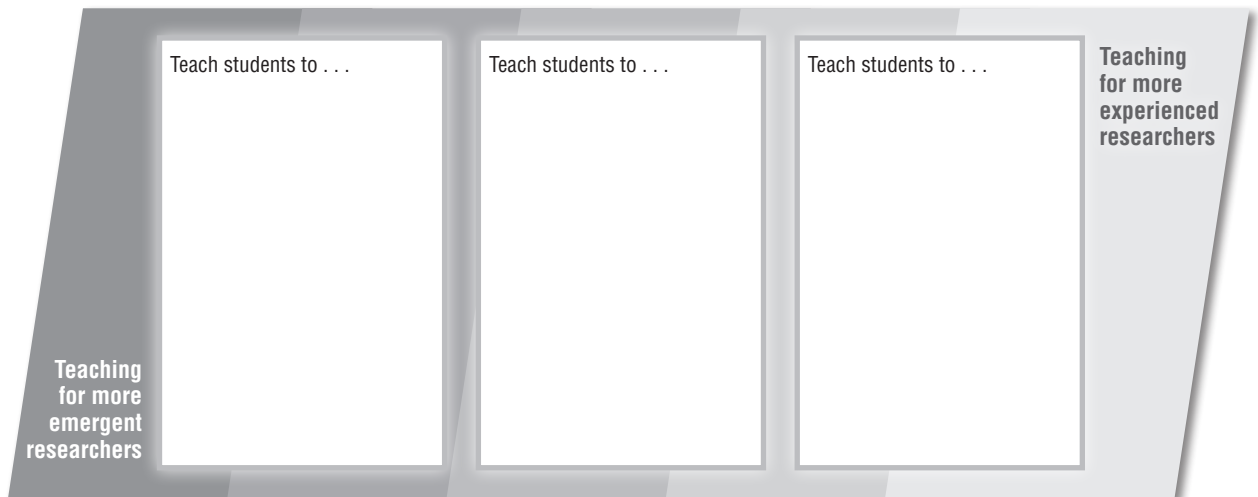 Teach students to . . .
Teach students to . . .
Teach students to . . .
Teaching
for more
experienced
researchers
Teaching
for more
emergent
researchers